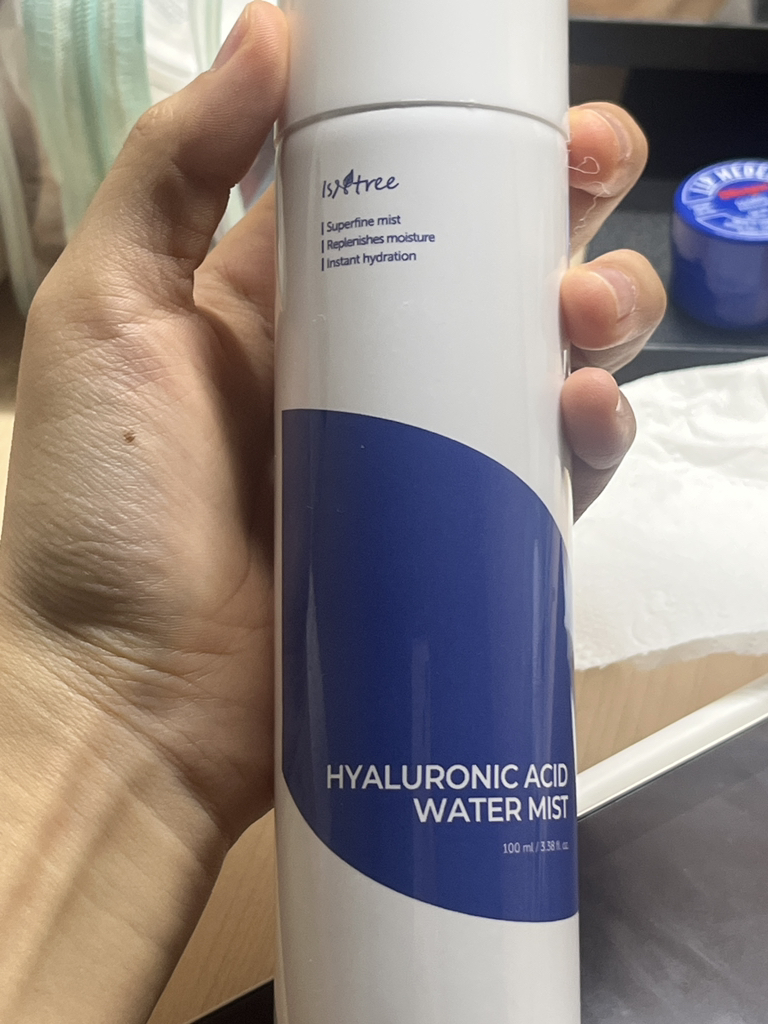 Isntree
Superfine mist
Replenishes moisture
Instant hydration
HYALURONIC ACID
WATER MIST
100 ml / 3.38 fl. oz.